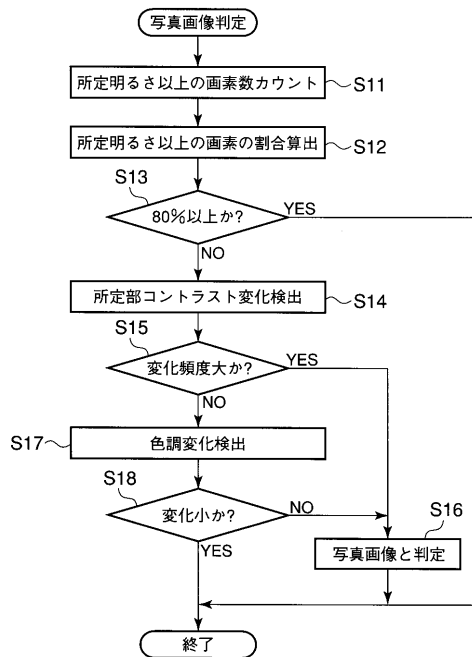 写真画像判定
所定明るさ以上の画素数カウント
S11
所定明るさ以上の画素の割合算出
S12
S13
80%以上か?
YES
NO
所定部コントラスト変化検出
S14
S15
変化頻度大か?
YES
NO
S17
色調変化検出
S18
変化小か?
NO
YES
S16
写真画像と判定
終了